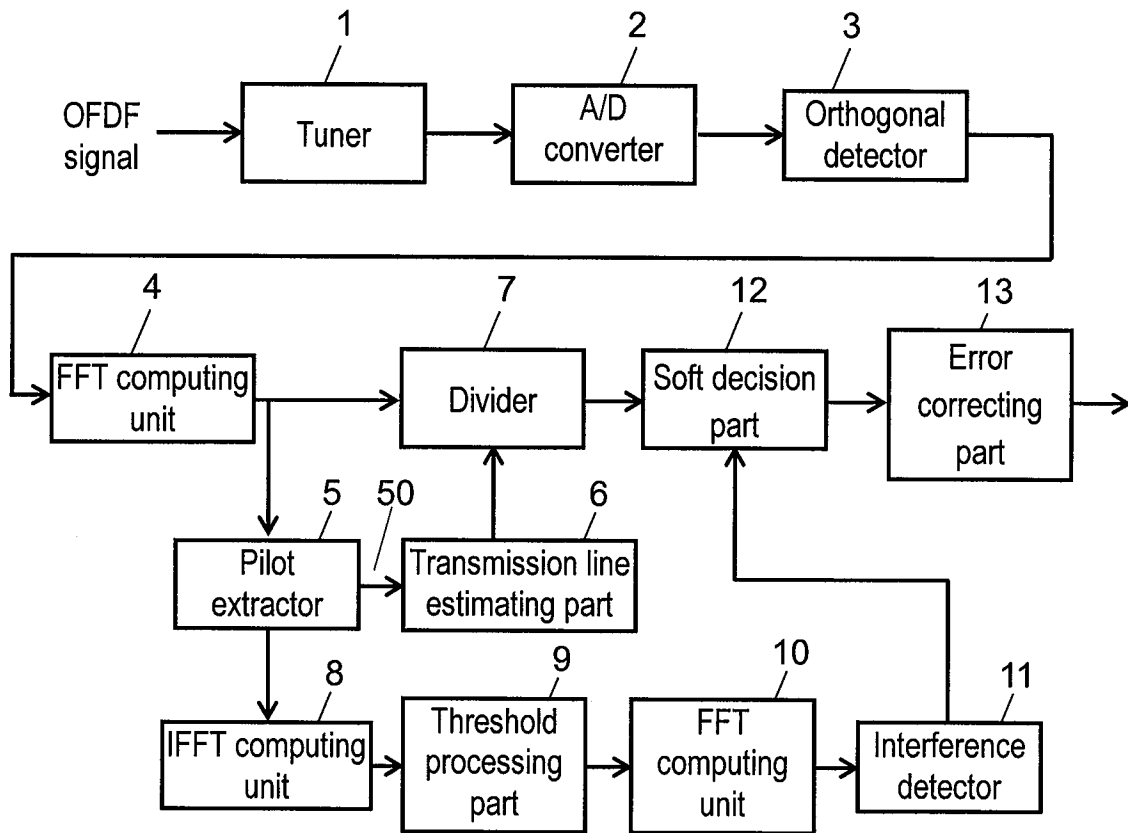 1
2
3
OFDF
signal
Tuner
A/D
converter
Orthogonal
detector
4
7
12
13
FFT computing
unit
Divider
Soft decision
part
Error
correcting
part
5
50
6
Pilot
extractor
Transmission line
estimating part
8
9
10
11
IFFT computing
unit
Threshold
processing
part
FFT
computing
unit
Interference
detector